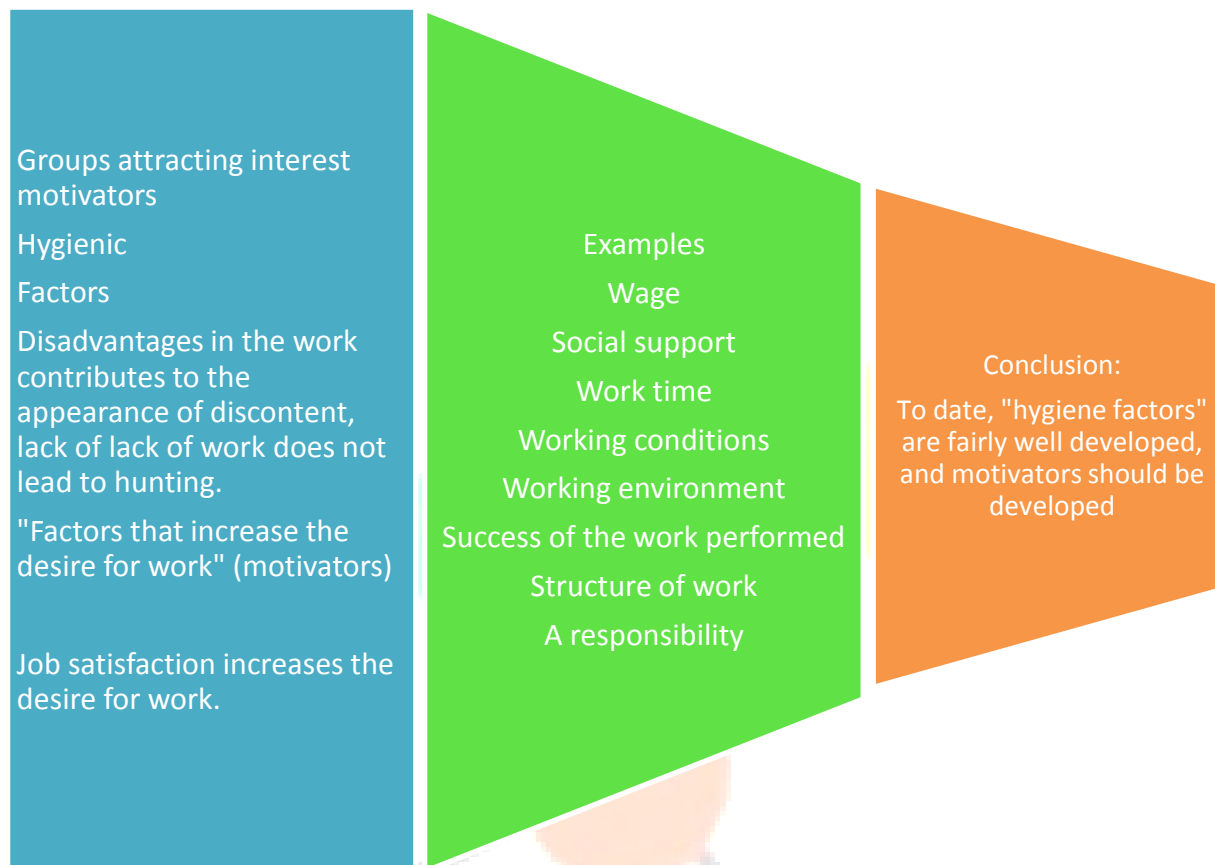 Groups attracting interest
motivators
Hygienic
Factors
Disadvantages in the work
contributes to the
appearance of discontent,
lack of lack of work does not
lead to hunting.
"Factors that increase the
desire for work" (motivators)
Job satisfaction increases the
desire for work.
Examples
Wage
Social support
Work time
Working conditions
Working environment
Success of the work performed
Structure of work
A responsibility
Conclusion:
To date, "hygiene factors"
are fairly well developed,
and motivators should be
developed